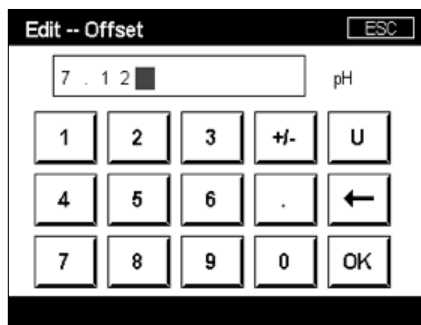 Edit -- Offset ESC
7 . 1 2 pH
1 2 3 +/- U
4 5 6 . ←
7 8 9 0 OK